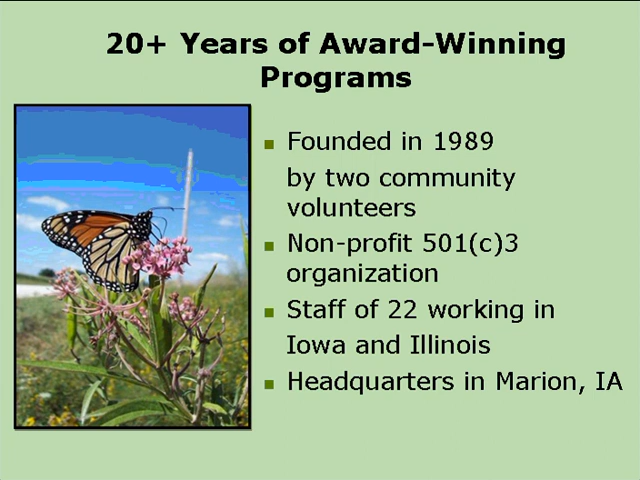 20+ Years of Award-Winning
Programs
Founded in 1989
by two community
volunteers
Non-profit 501(c)3
organization
Staff of 22 working in
Iowa and Illinois
Headquarters in Marion, IA